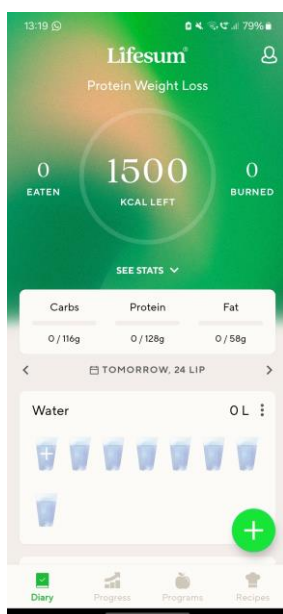 13:19 79%
Lifesum®
Protein Weight Loss
0 1500 0
EATEN KCAL LEFT BURNED
SEE STATS
Carbs Protein Fat
0 / 116g 0 / 128g 0 / 58g
TOMORROW, 24 LIP
Water 0 L
Diary Progress Programs Recipes